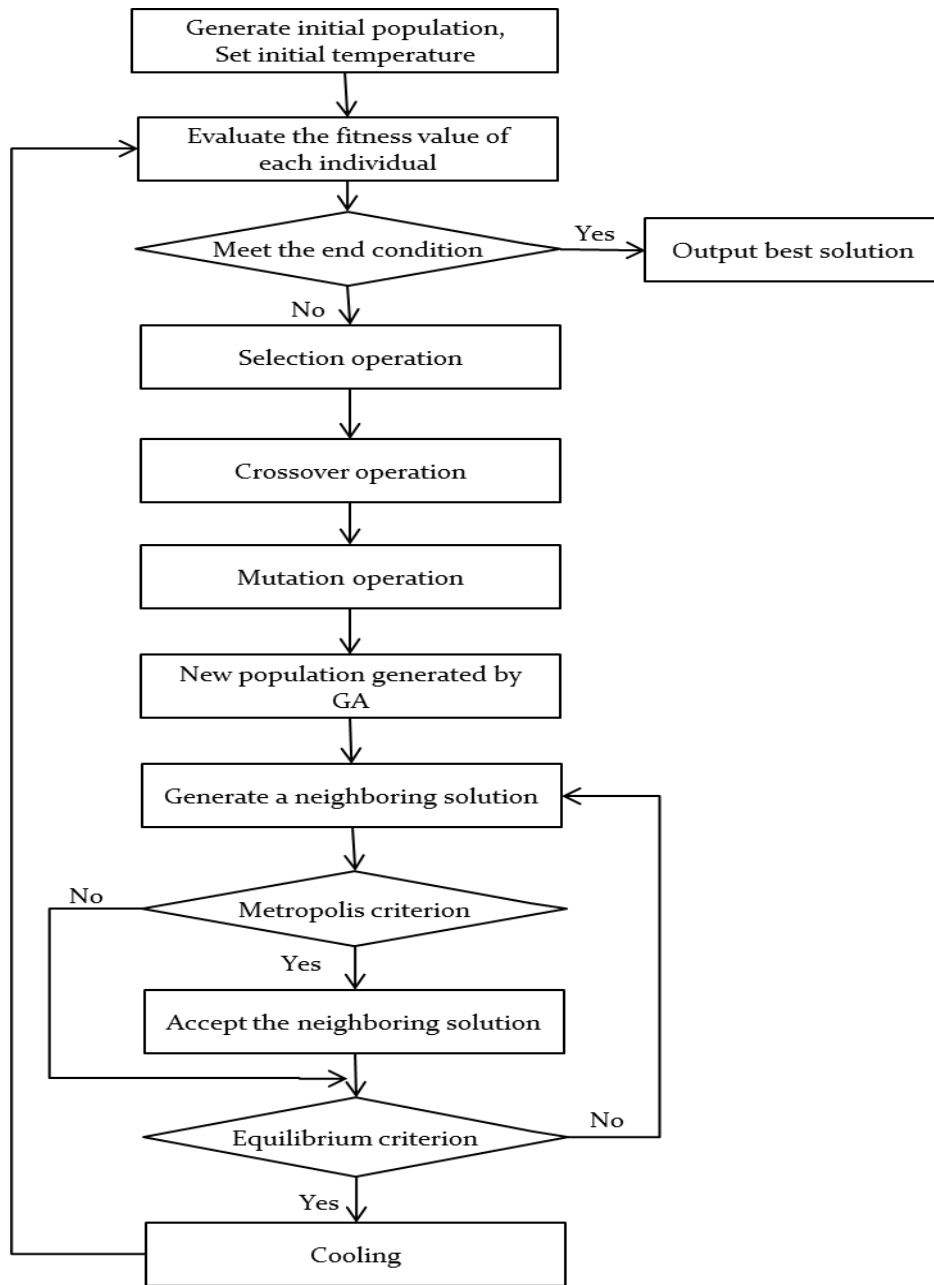 Generate initial population,
Set initial temperature
Evaluate the fitness value of
each individual
Meet the end condition
Yes
Output best solution
No
Selection operation
Crossover operation
Mutation operation
New population generated by
GA
Generate a neighboring solution
No
Metropolis criterion
Yes
Accept the neighboring solution
Equilibrium criterion
No
Yes
Cooling